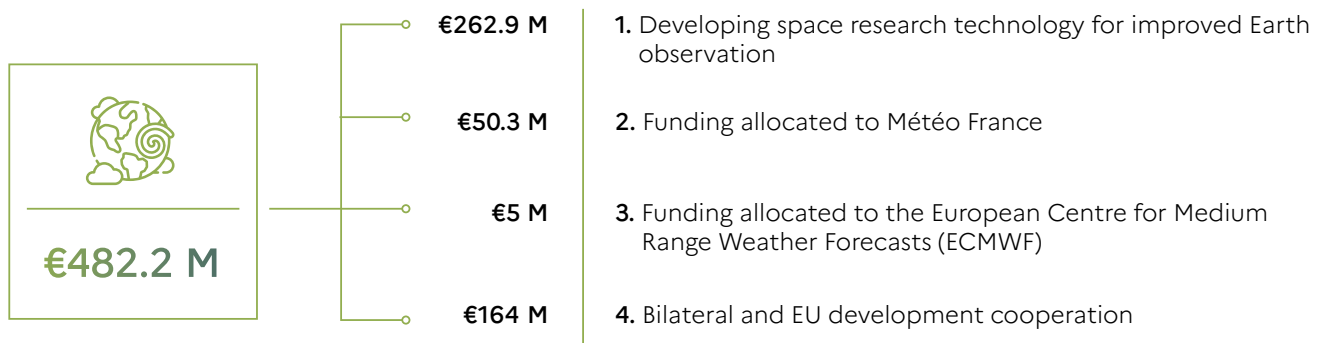 €262.9 M
1. Developing space research technology for improved Earth
observation
€50.3 M
2. Funding allocated to Météo France
€482.2 M
€5 M
3. Funding allocated to the European Centre for Medium
Range Weather Forecasts (ECMWF)
€164 M
4. Bilateral and EU development cooperation